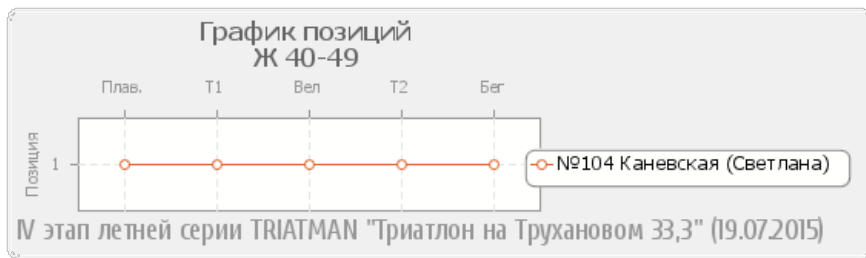 График позиций
Ж 40-49
Плав. T1 Вел T2 Бег
Позиция
1
№104 Каневская (Светлана)
IV этап летней серии TRIATMAN "Триатлон на Трухановом 33,3" (19.07.2015)